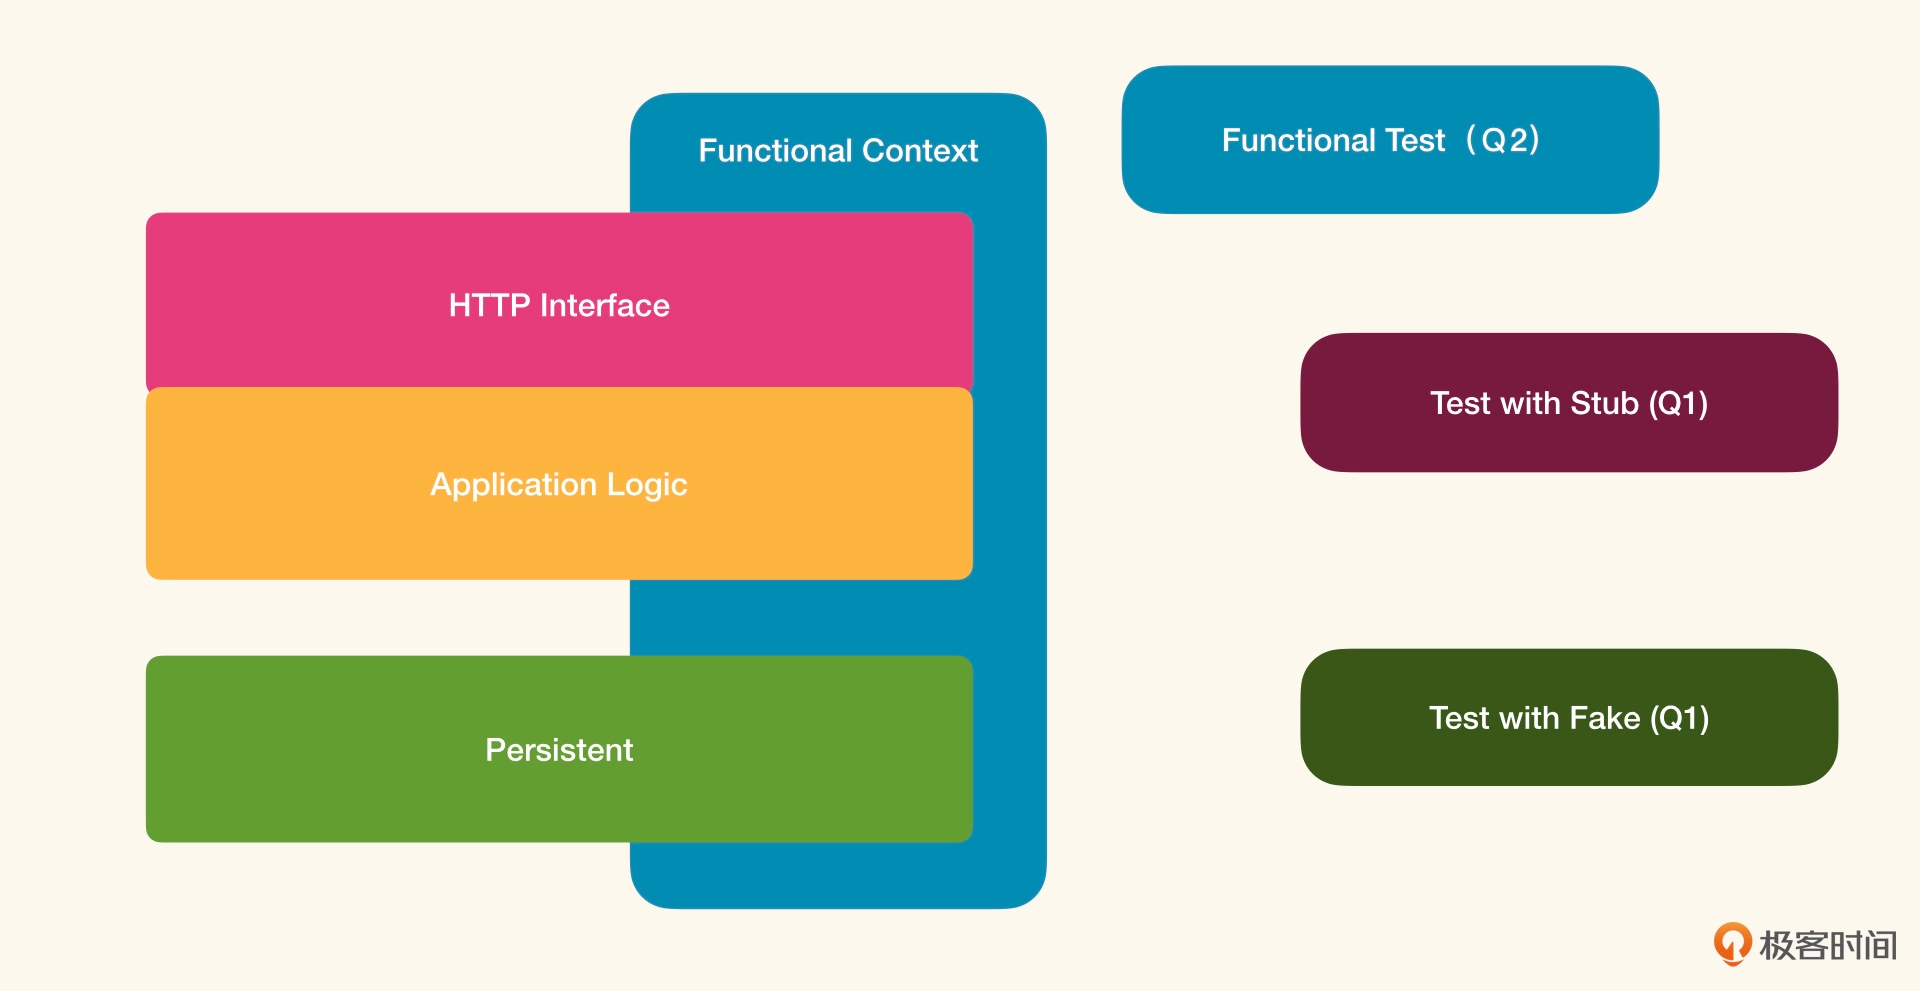 Functional Context
Functional Test（Q2）
HTTP Interface
Test with Stub (Q1)
Application Logic
Test with Fake (Q1)
Persistent
极客时间